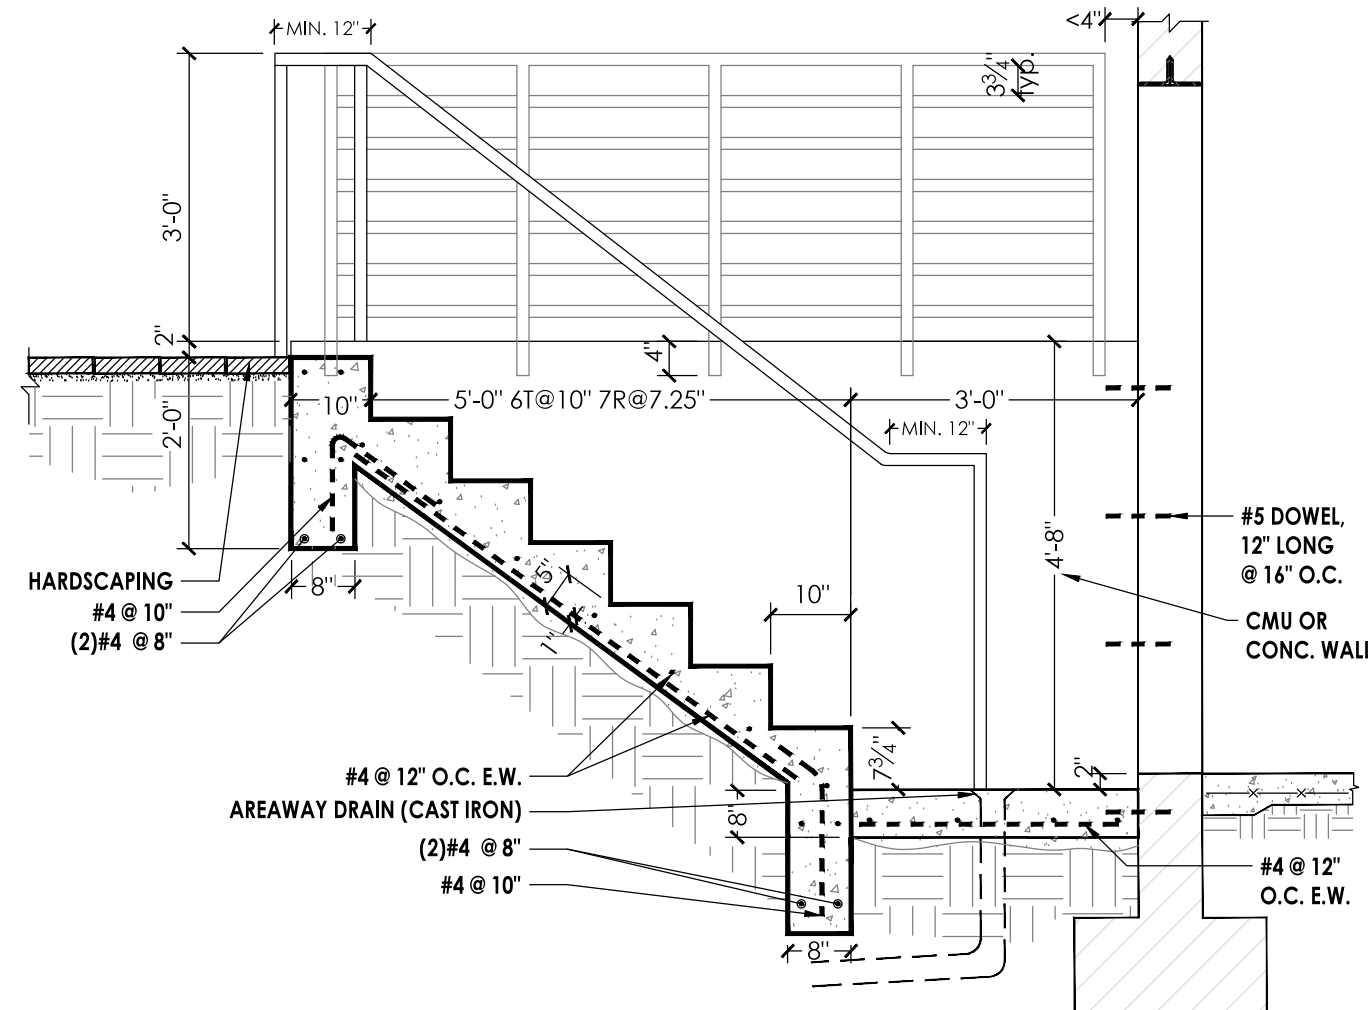 MIN. 12"
<4"
3¾"
typ.
3'-0"
2"
4"
10"
5'-0" 6T@10" 7R@7.25"
3'-0"
MIN. 12"
2'-0"
#5 DOWEL,
12" LONG
@ 16" O.C.
4'-8"
HARDSCAPING
8"
5"
10"
#4 @ 10"
CMU OR
(2)#4 @ 8"
1"
CONC. WALL
7¾"
2"
#4 @ 12" O.C. E.W.
AREAWAY DRAIN (CAST IRON)
8"
(2)#4 @ 8"
#4 @ 12"
#4 @ 10"
O.C. E.W.
8"